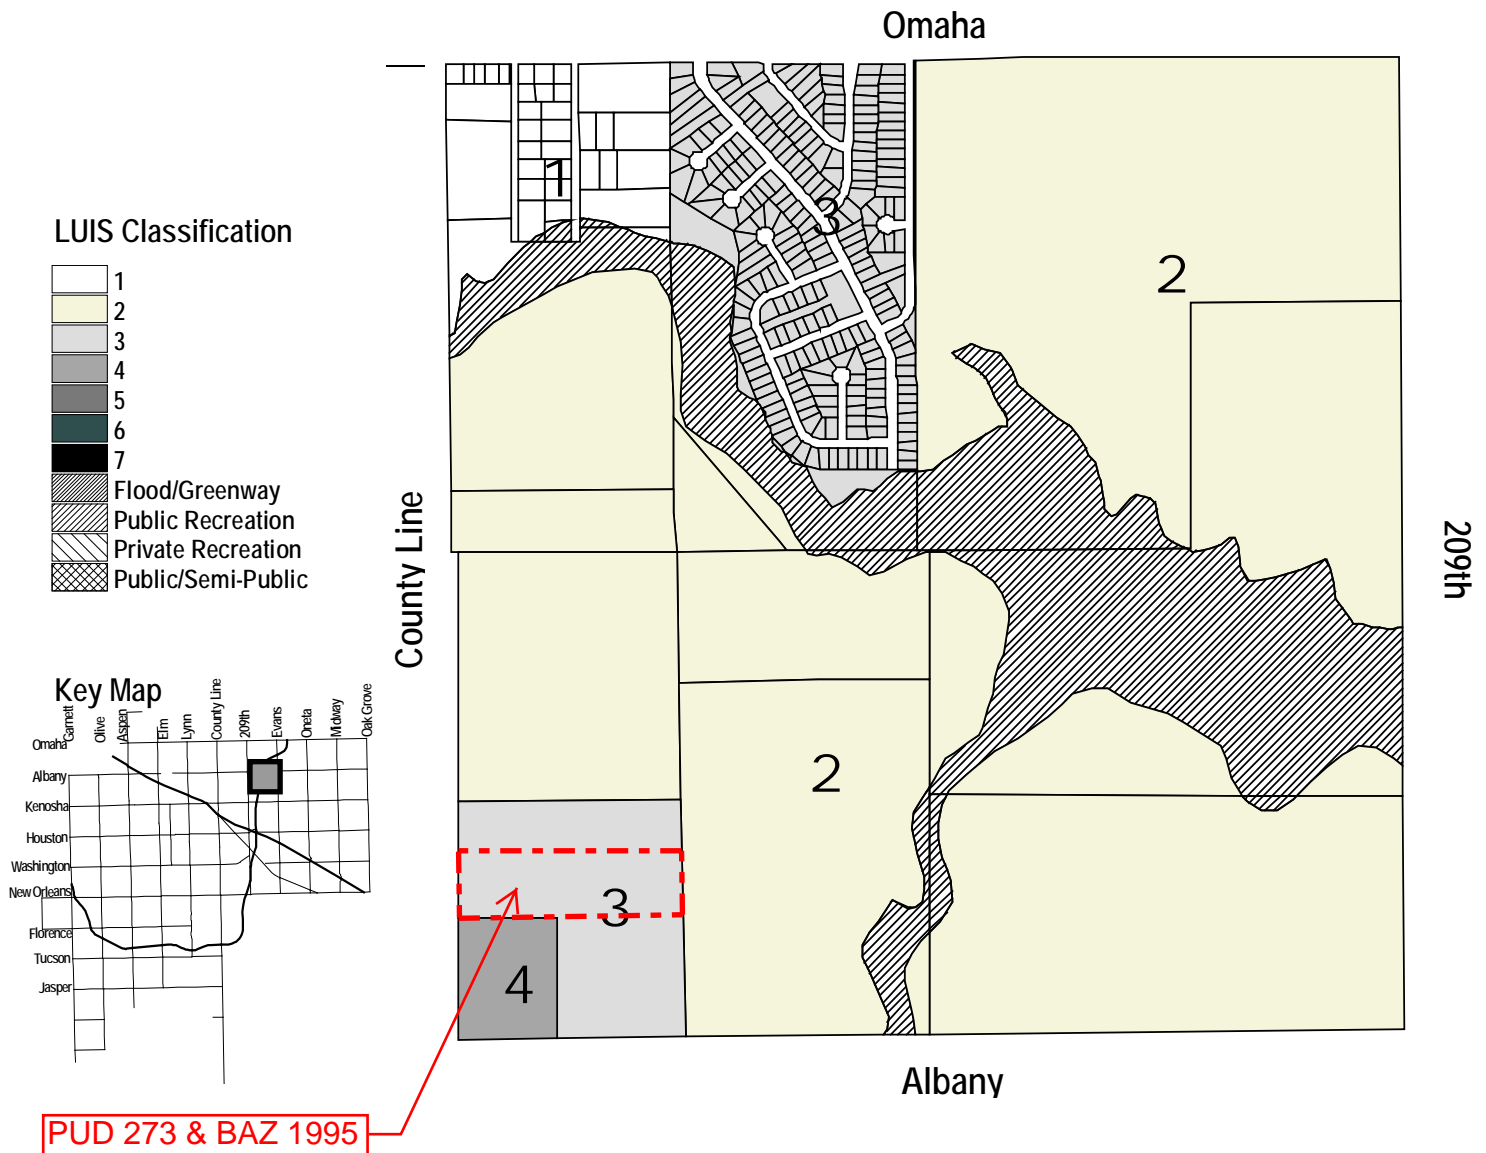 Omaha
1
3
2
LUIS Classification
1
2
3
4
5
6
7
Flood/Greenway
Public Recreation
Private Recreation
Public/Semi-Public
County Line
209th
2
3
4
Albany
Key Map
Garnett
Olive
Aspen
Elm
Lynn
County Line
209th
Evans
Oneta
Midway
Oak Grove
Omaha
Albany
Kenosha
Houston
Washington
New Orleans
Florence
Tucson
Jasper
PUD 273 & BAZ 1995